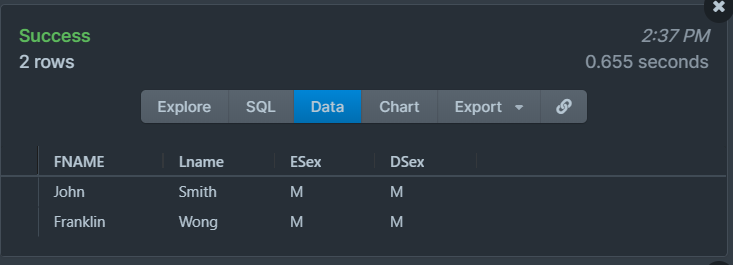 Success 2:37 PM
2 rows 0.655 seconds
Explore SQL Data Chart Export
FNAME Lname ESex DSex
John Smith M M
Franklin Wong M M